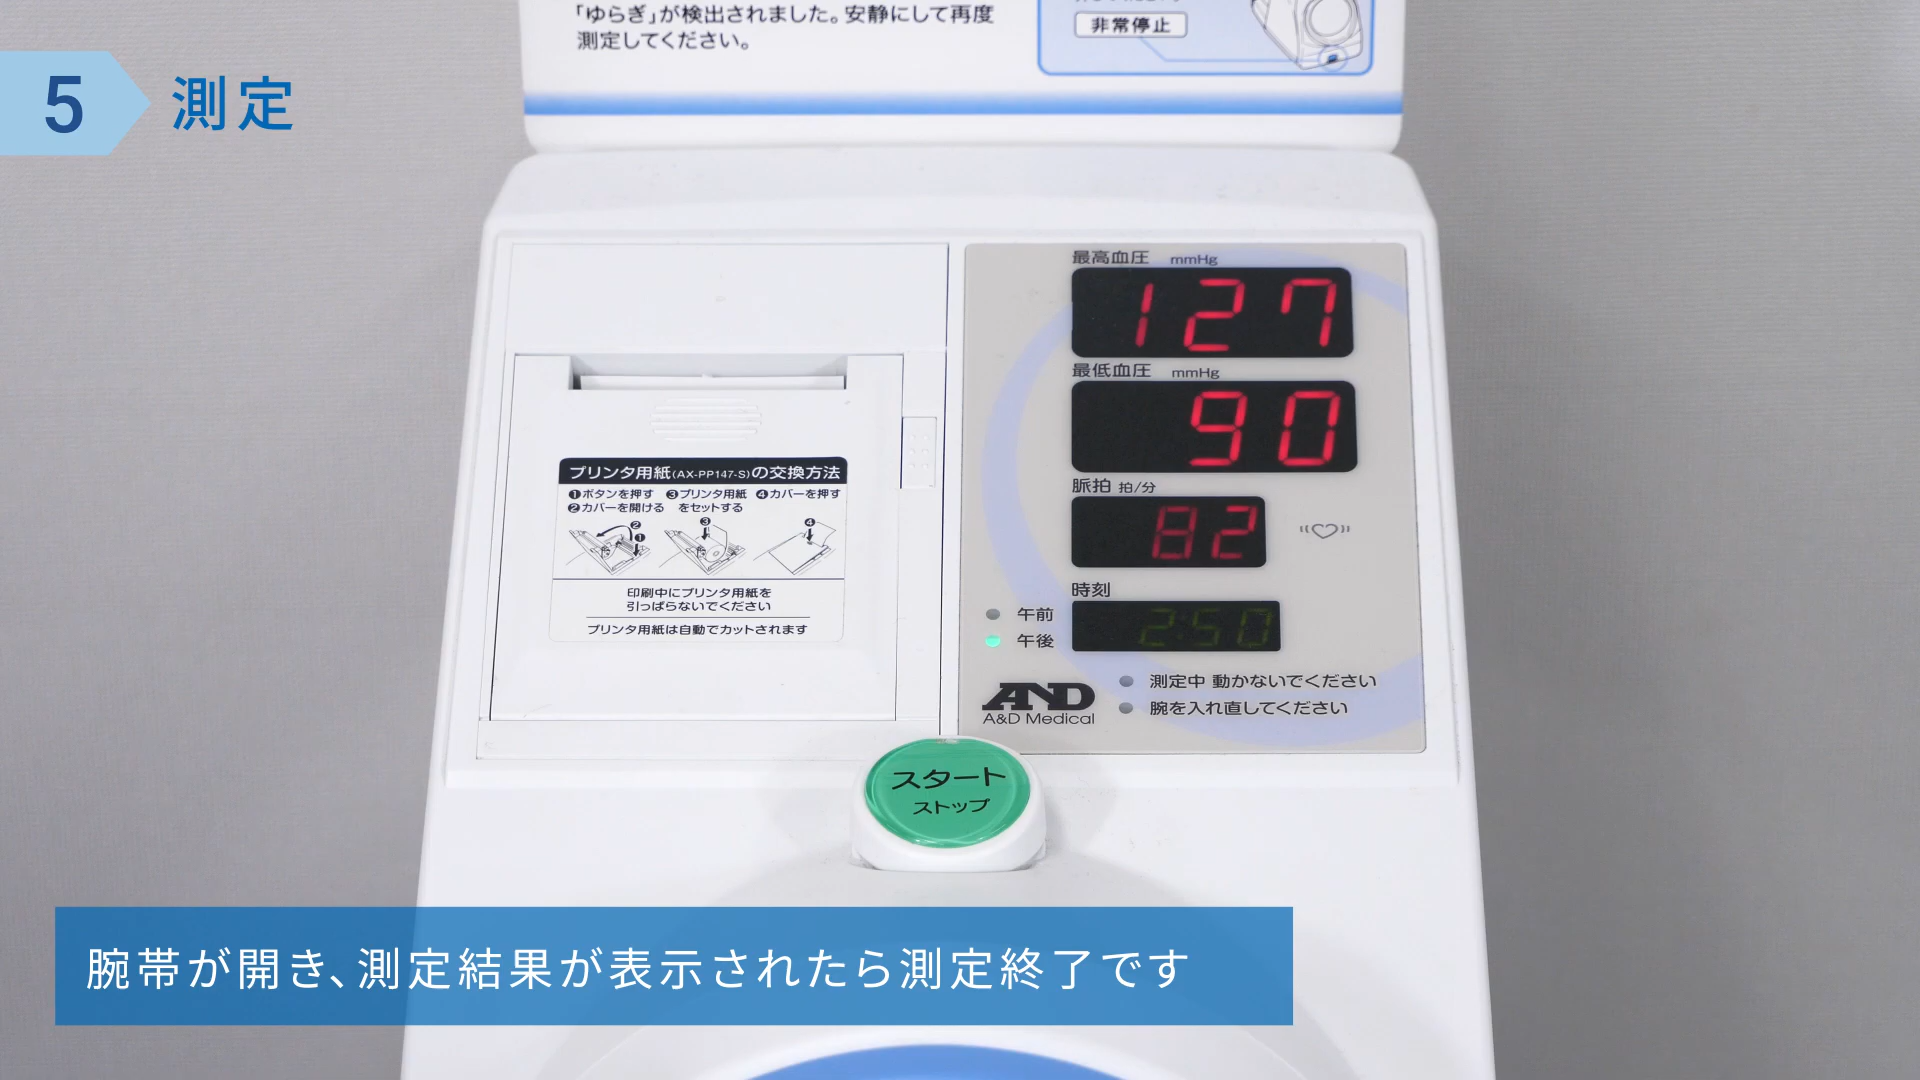 「ゆらぎ」が検出されました。安静にして再度
測定してください。
非常停止
5 測定
最高血圧 mmHg
127
最低血圧 mmHg
90
脈拍 拍/分
82
時刻
午前
午後
2:50
測定中 動かないでください
腕を入れ直してください
AND
A&D Medical
プリンタ用紙(AX-PP147-S)の交換方法
❶ボタンを押す ❸プリンタ用紙 ❹カバーを押す
❷カバーを開ける をセットする
❷
❶
❸
❹
印刷中にプリンタ用紙を
引っぱらないでください
プリンタ用紙は自動でカットされます
スタート
ストップ
腕帯が開き、測定結果が表示されたら測定終了です